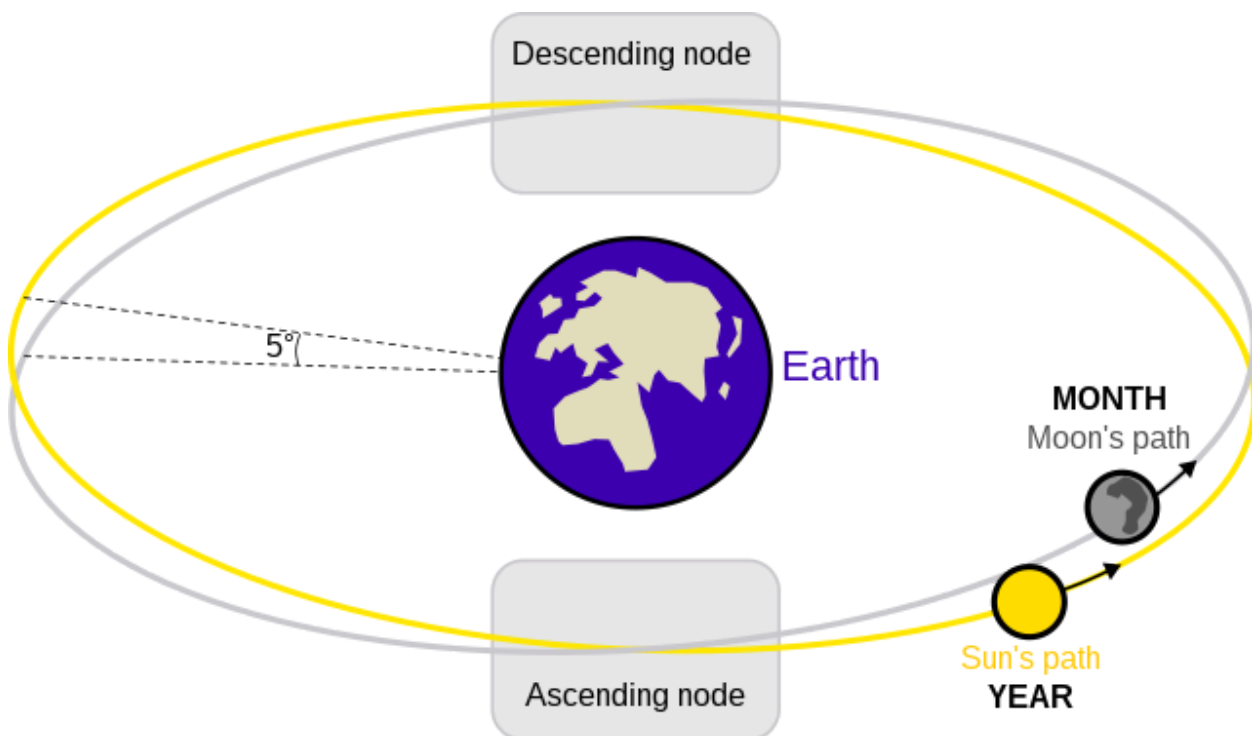 Descending node
5°
Earth
MONTH
Moon's path
Sun's path
YEAR
Ascending node